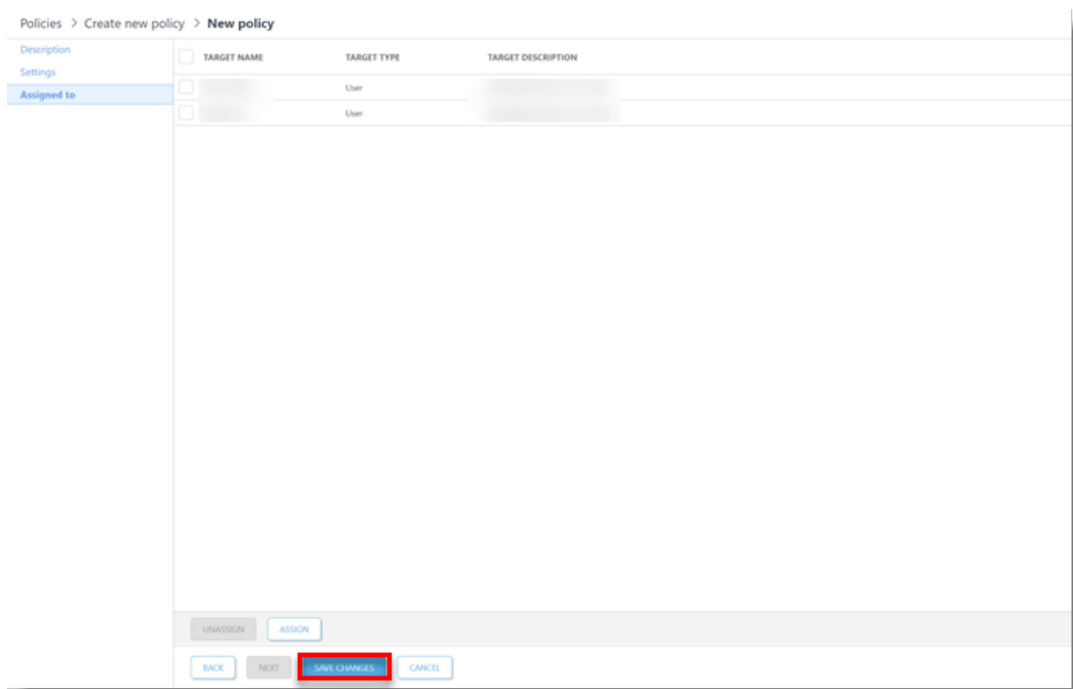 Policies > Create new policy > New policy
Description
Settings
Assigned to
TARGET NAME TARGET TYPE TARGET DESCRIPTION
User
User
UNASSIGN ASSIGN
BACK NEXT SAVE CHANGES CANCEL